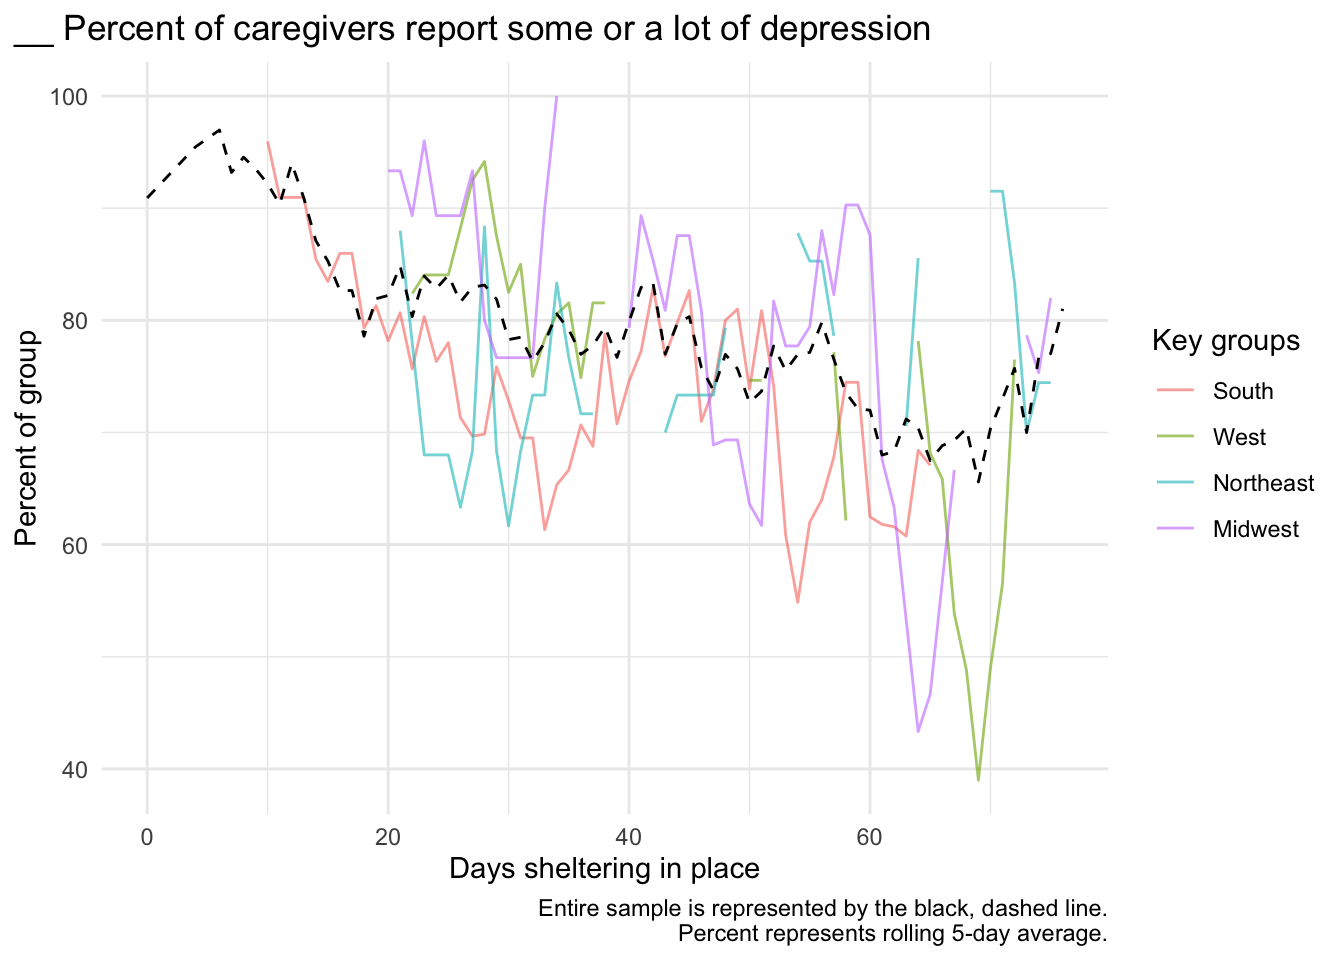 __ Percent of caregivers report some or a lot of depression
100
80
60
40
Percent of group
0 20 40 60
Days sheltering in place
Key groups
South
West
Northeast
Midwest
Entire sample is represented by the black, dashed line.
Percent represents rolling 5-day average.